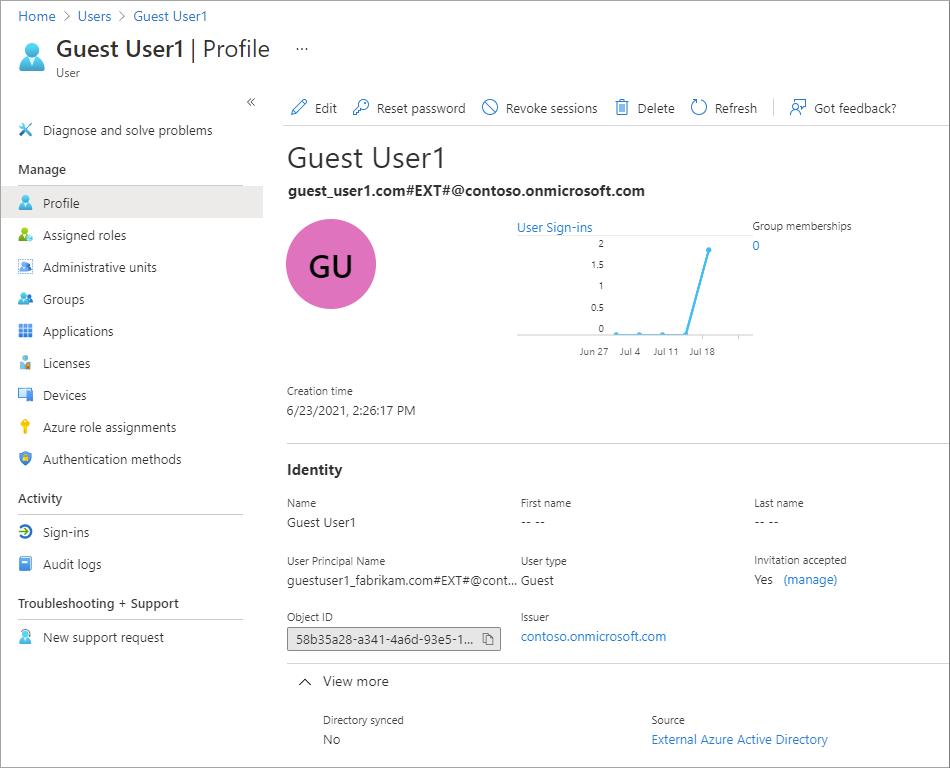 Home > Users > Guest User1
Guest User1 | Profile ...
User
«
Diagnose and solve problems
Manage
Profile
Assigned roles
Administrative units
Groups
Applications
Licenses
Devices
Azure role assignments
Authentication methods
Activity
Sign-ins
Audit logs
Troubleshooting + Support
New support request
Edit Reset password Revoke sessions Delete Refresh Got feedback?
Guest User1
guest_user1.com#EXT#@contoso.onmicrosoft.com
GU
User Sign-ins
2
1.5
1
0.5
0
Jun 27 Jul 4 Jul 11 Jul 18
Group memberships
0
Creation time
6/23/2021, 2:26:17 PM
Identity
Name First name Last name
Guest User1 -- -- -- --
User Principal Name User type Invitation accepted
guestuser1_fabrikam.com#EXT#@cont... Guest Yes (manage)
Object ID Issuer
58b35a28-a341-4a6d-93e5-1... contoso.onmicrosoft.com
View more
Directory synced Source
No External Azure Active Directory